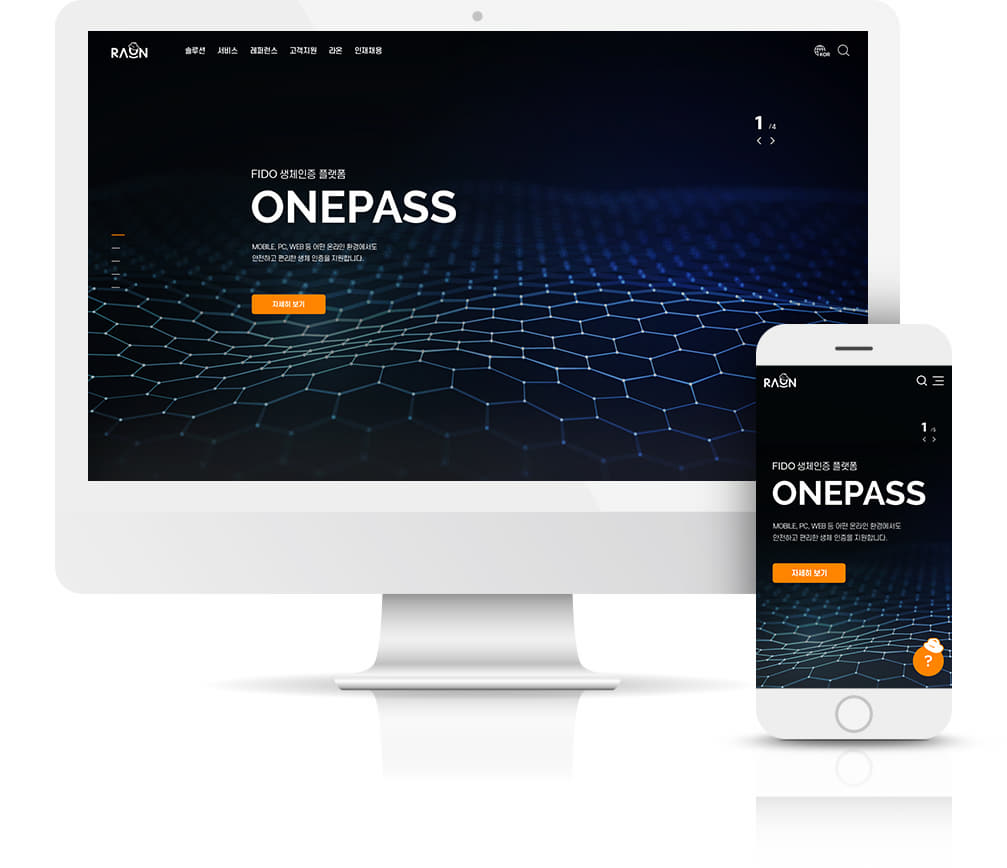 RAON
솔루션 서비스 레퍼런스 고객지원 라온 인재채용
KOR
1 /4
FIDO 생체인증 플랫폼
ONEPASS
MOBILE, PC, WEB 등 어떤 온라인 환경에서도
안전하고 편리한 생체 인증을 지원합니다.
자세히 보기
RAON
1 /5
FIDO 생체인증 플랫폼
ONEPASS
MOBILE, PC, WEB 등 어떤 온라인 환경에서도
안전하고 편리한 생체 인증을 지원합니다.
자세히 보기
?